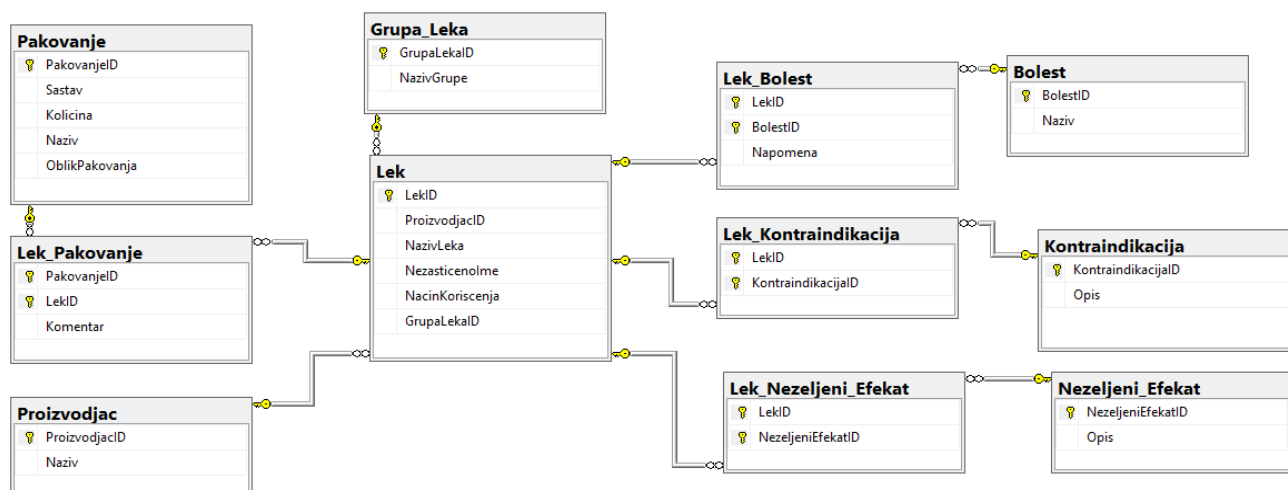 Pakovanje
PakovanjeID
Sastav
Kolicina
Naziv
OblikPakovanja
Grupa_Leka
GrupaLekaID
NazivGrupe
Lek_Bolest
LekID
BolestID
Napomena
Bolest
BolestID
Naziv
Lek
LekID
ProizvodjacID
NazivLeka
NezasticenoIme
NacinKoriscenja
GrupaLekaID
Lek_Pakovanje
PakovanjeID
LekID
Komentar
Lek_Kontraindikacija
LekID
KontraindikacijaID
Kontraindikacija
KontraindikacijaID
Opis
Proizvodjac
ProizvodjacID
Naziv
Lek_Nezeljeni_Efekat
LekID
NezeljeniEfekatID
Nezeljeni_Efekat
NezeljeniEfekatID
Opis